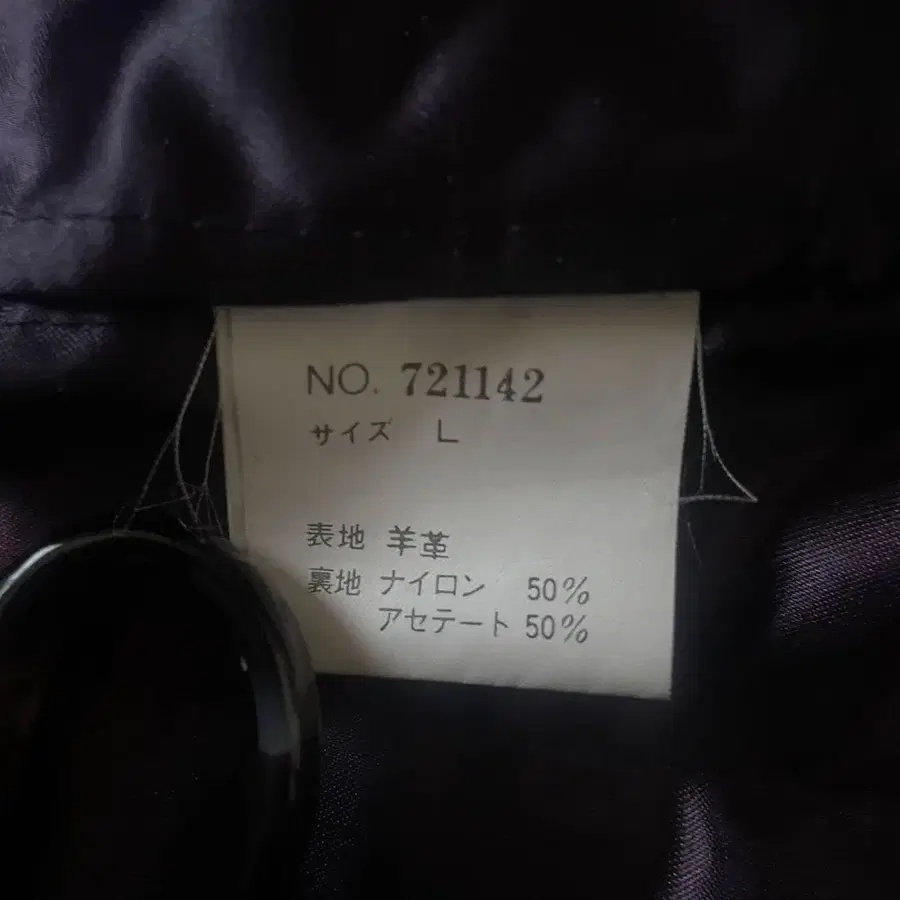 NO. 721142
サイズ L
表地 羊革
裏地 ナイロン 50%
アセテート 50%